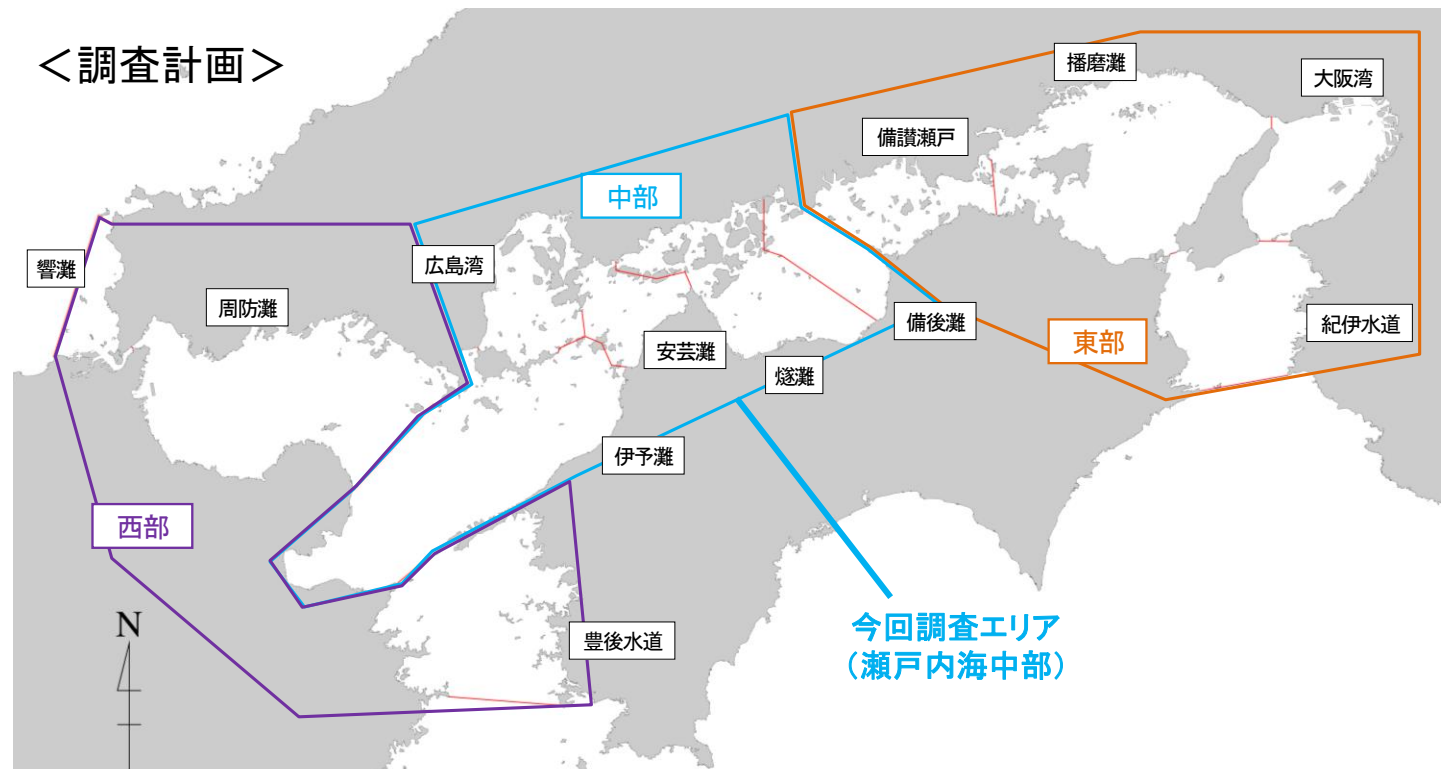 ＜調査計画＞
播磨灘
大阪湾
備讃瀬戸
中部
響灘
広島湾
周防灘
備後灘
紀伊水道
東部
安芸灘
燧灘
伊予灘
西部
今回調査エリア
（瀬戸内海中部）
豊後水道
N